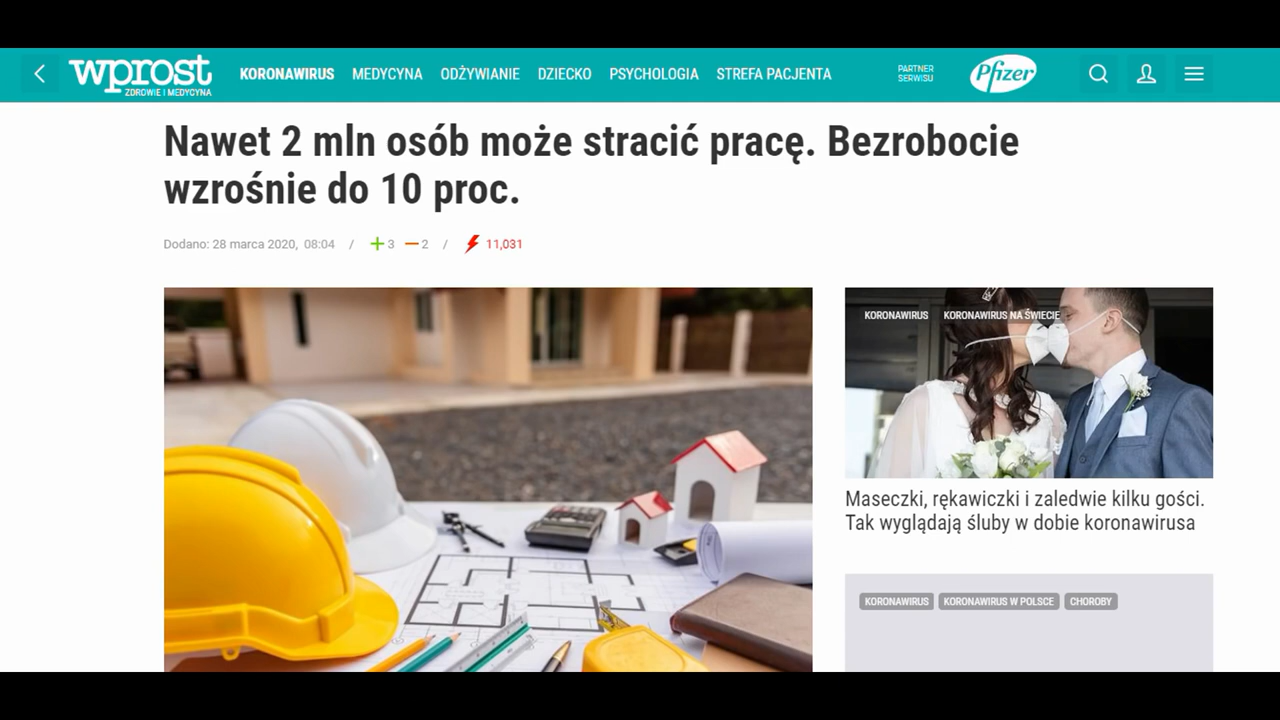 wprost
ZDROWIE I MEDYCYNA
KORONAWIRUS MEDYCYNA ODŻYWIANIE DZIECKO PSYCHOLOGIA STREFA PACJENTA
PARTNER
SERWISU
Pfizer
Nawet 2 mln osób może stracić pracę. Bezrobocie
wzrośnie do 10 proc.
Dodano: 28 marca 2020, 08:04 / +3 −2 / 11,031
KORONAWIRUS KORONAWIRUS NA ŚWIECIE
Maseczki, rękawiczki i zaledwie kilku gości.
Tak wyglądają śluby w dobie koronawirusa
KORONAWIRUS KORONAWIRUS W POLSCE CHOROBY